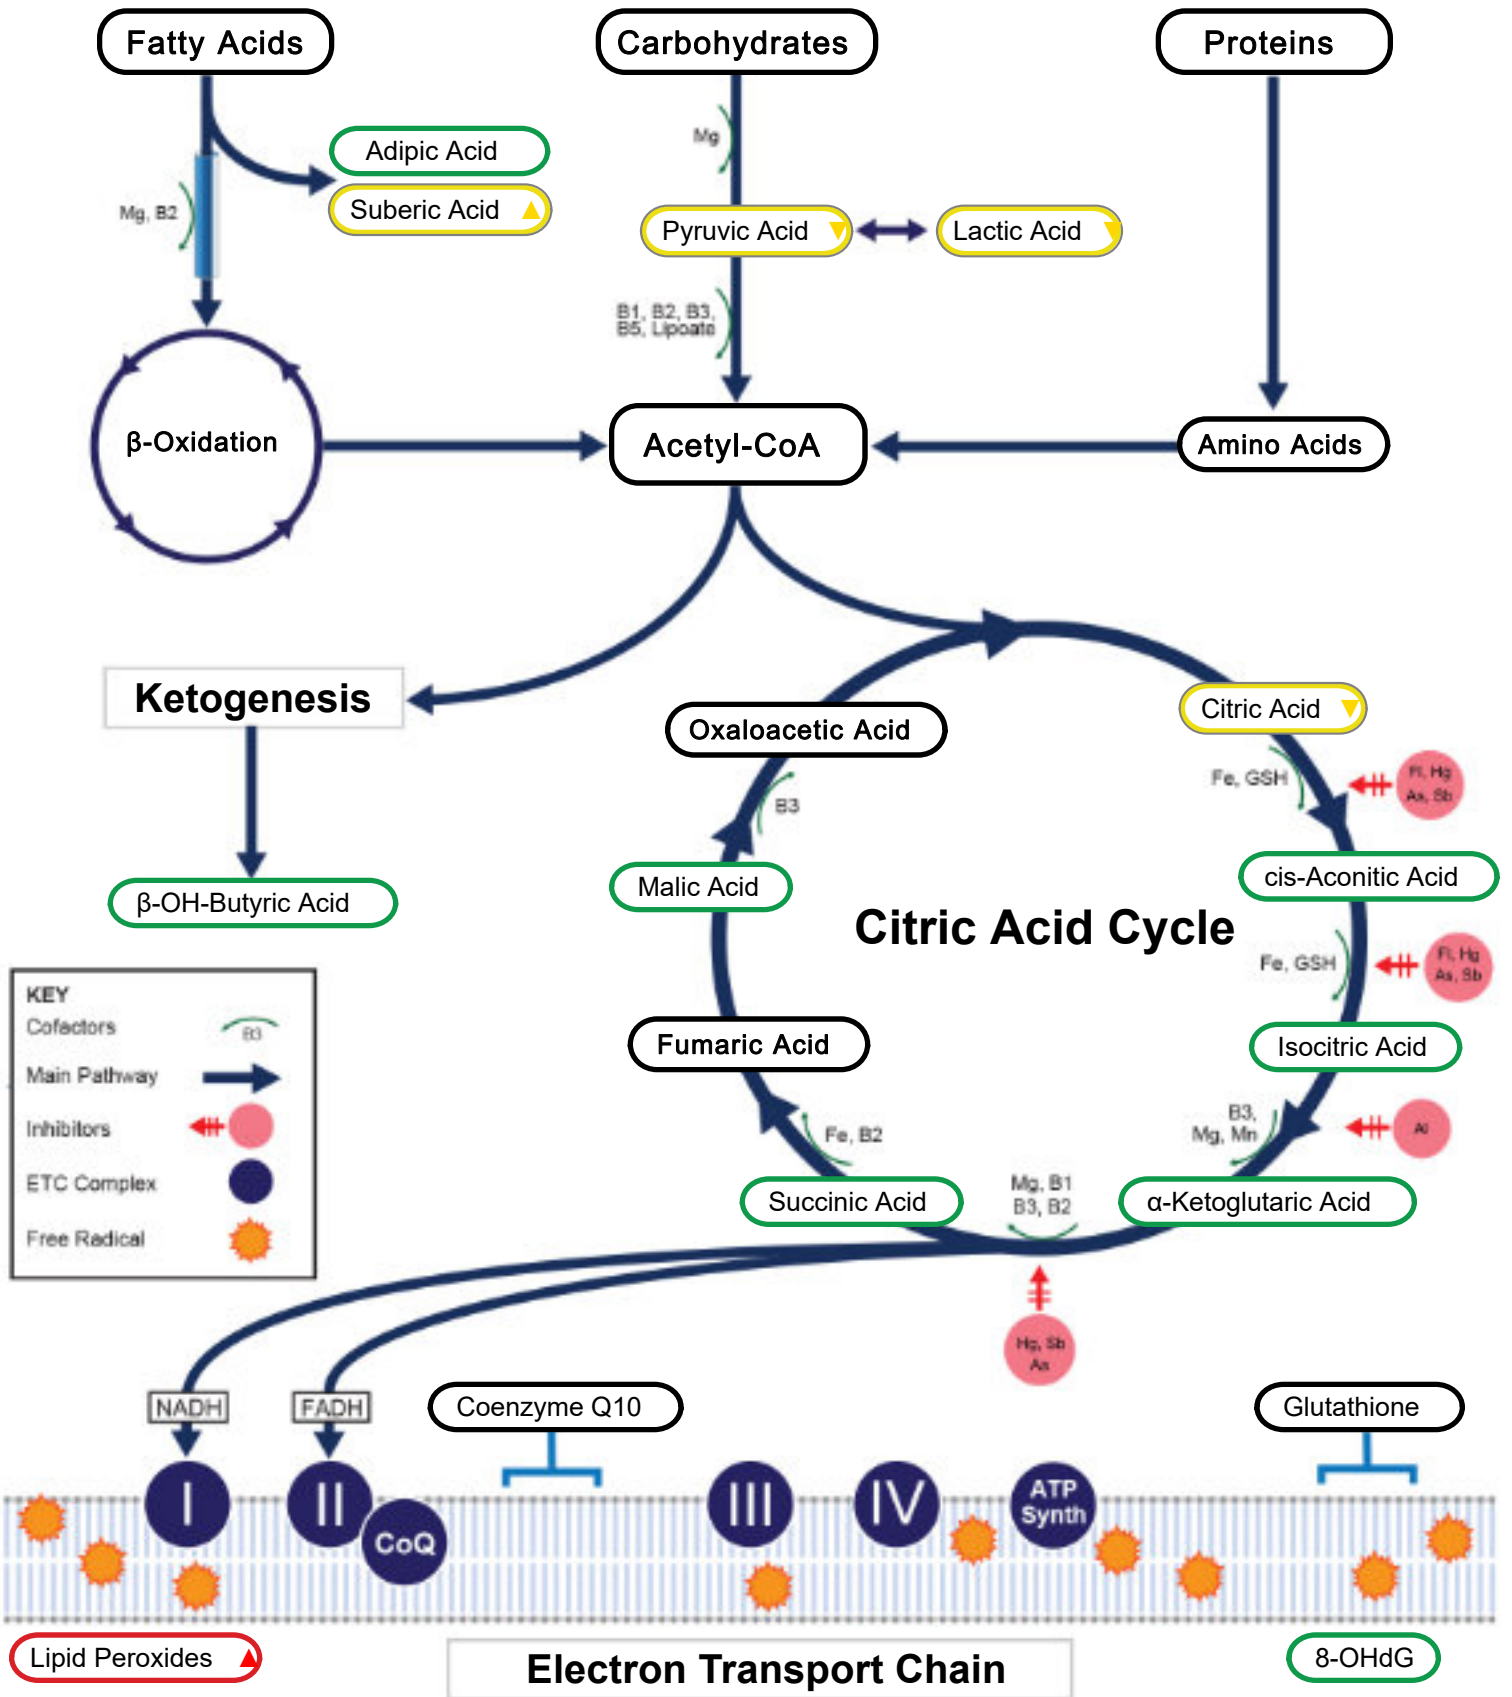 Fatty Acids
Carbohydrates
Proteins
Mg
Adipic Acid
Mg, B2
Suberic Acid
Pyruvic Acid
Lactic Acid
B1, B2, B3,
B5, Lipoate
β-Oxidation
Acetyl-CoA
Amino Acids
Ketogenesis
Oxaloacetic Acid
Citric Acid
Fe, GSH
Fl, Hg
As, Sb
B3
Malic Acid
cis-Aconitic Acid
β-OH-Butyric Acid
Citric Acid Cycle
Fe, GSH
Fl, Hg
As, Sb
KEY
Cofactors
B3
Main Pathway
Inhibitors
ETC Complex
Free Radical
Fumaric Acid
Isocitric Acid
B3,
Mg, Mn
Al
Fe, B2
Succinic Acid
Mg, B1
B3, B2
α-Ketoglutaric Acid
Hg, Sb
As
NADH
FADH
Coenzyme Q10
Glutathione
I
II
CoQ
III
IV
ATP
Synth
Lipid Peroxides
Electron Transport Chain
8-OHdG